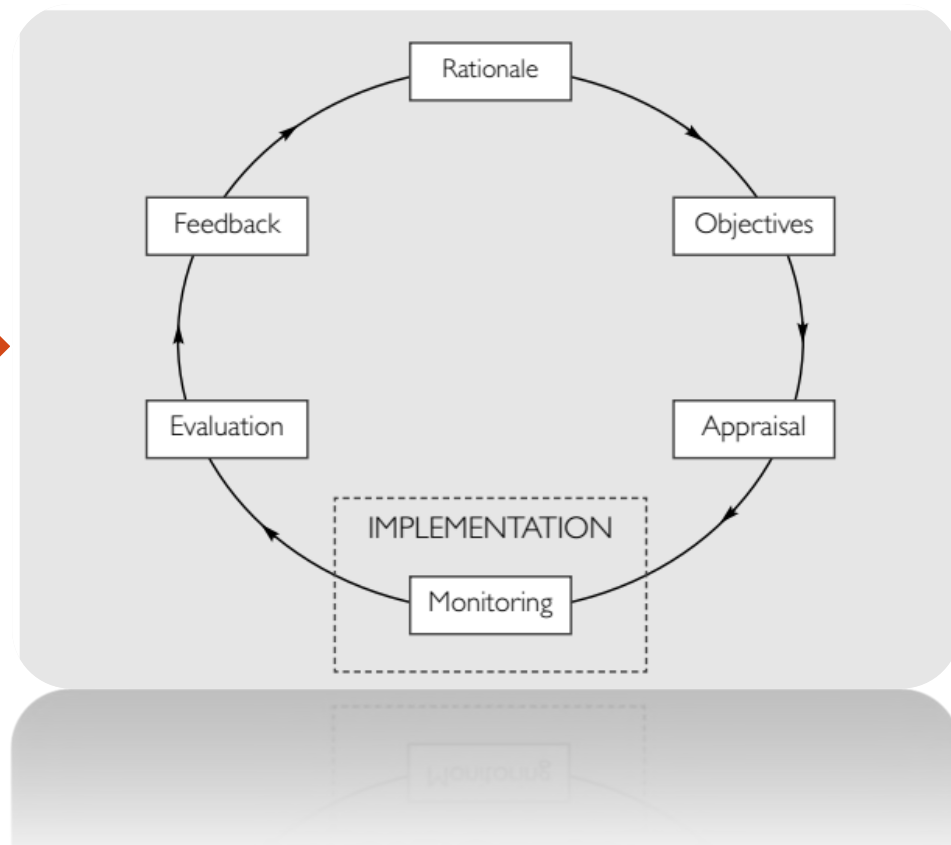 Rationale
Feedback
Objectives
Evaluation
Appraisal
IMPLEMENTATION
Monitoring